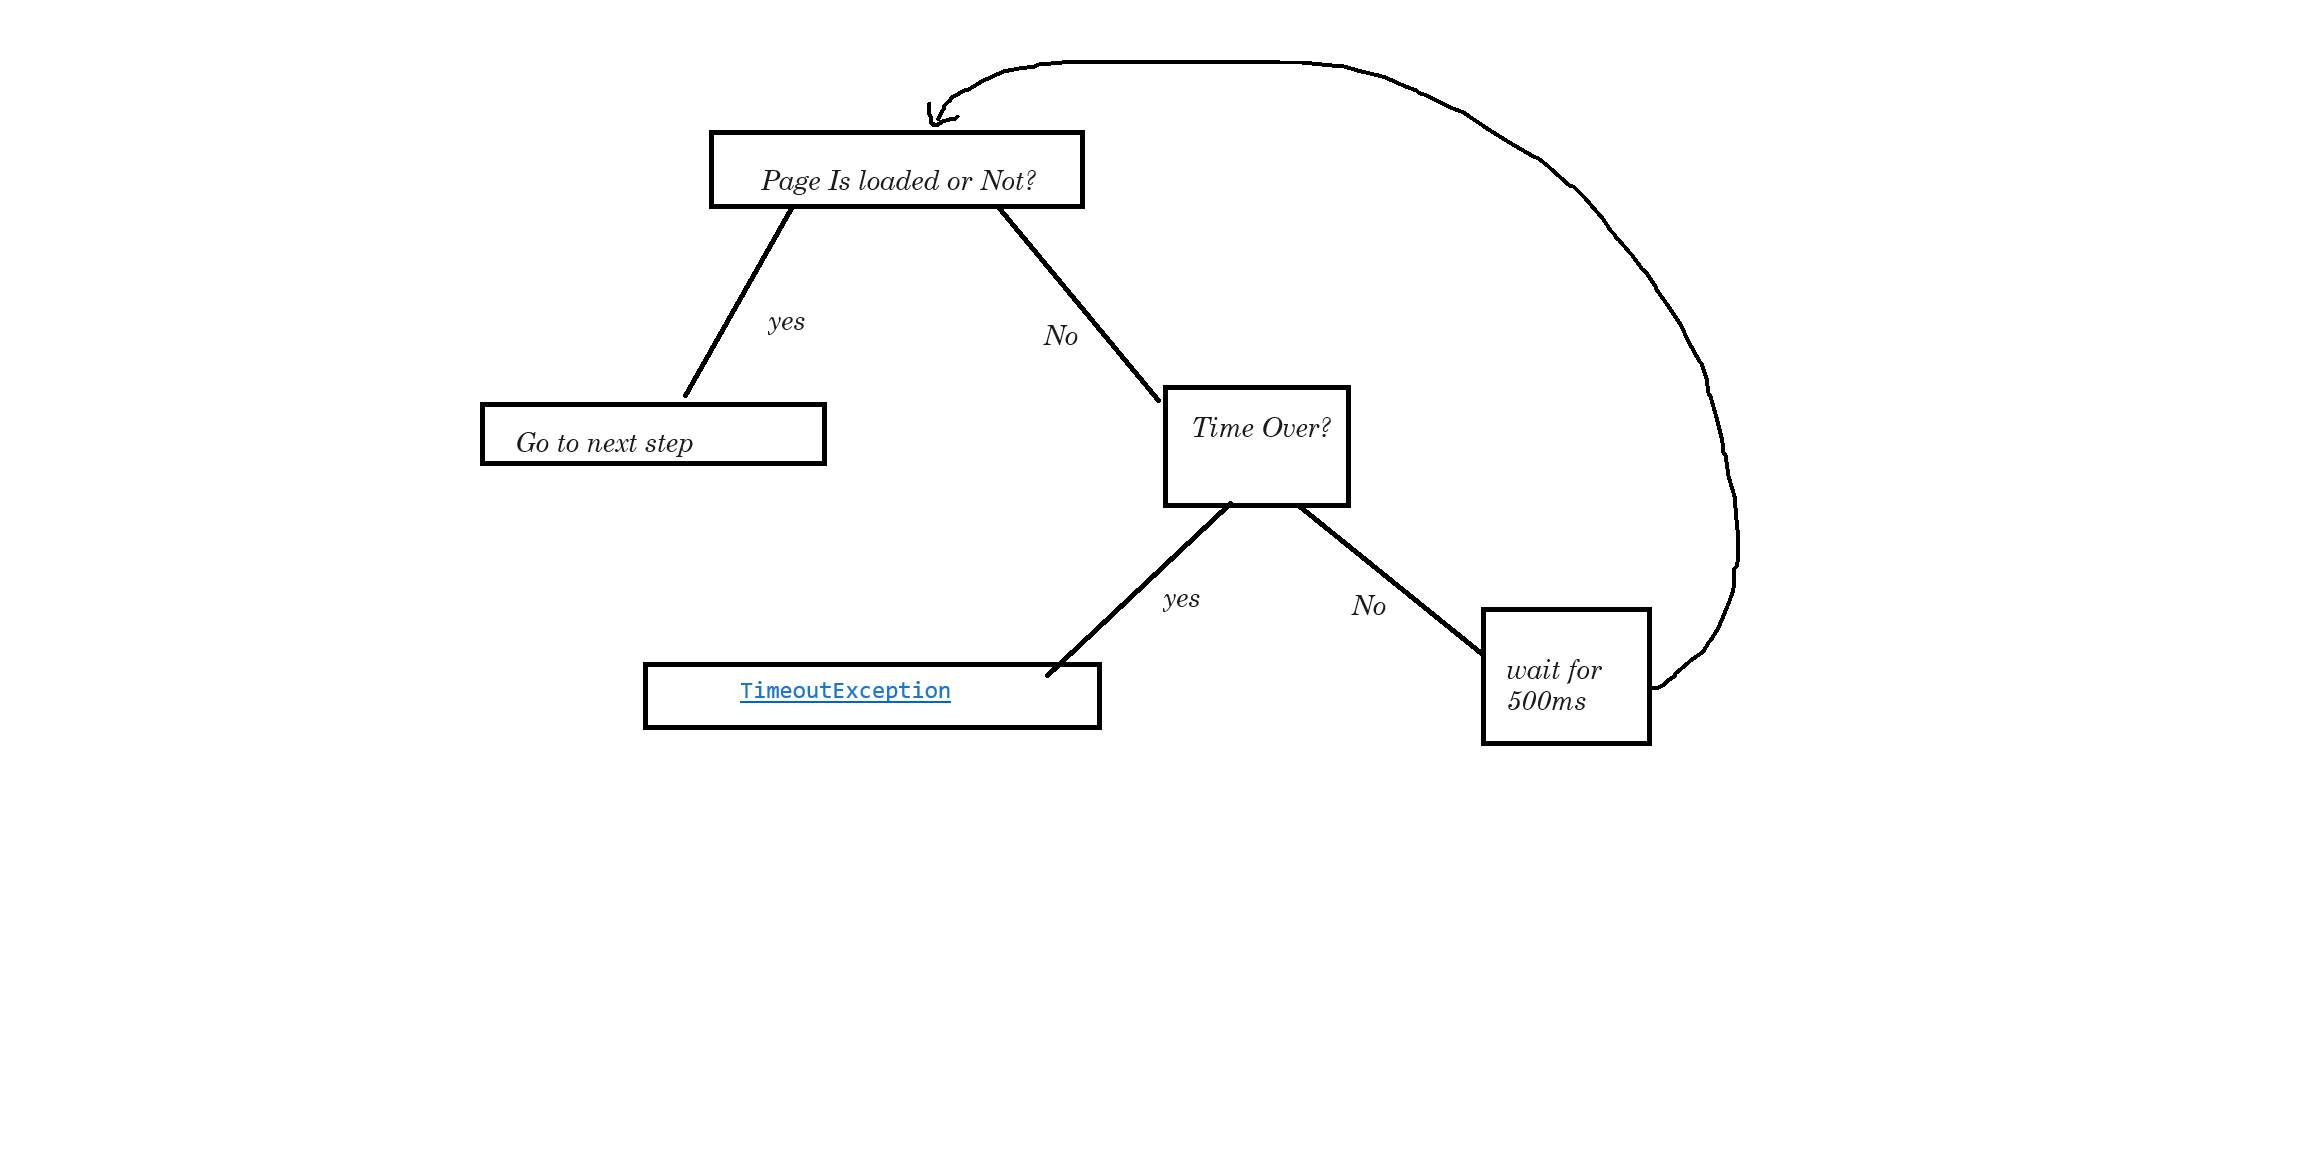 Page Is loaded or Not?
yes
No
Go to next step
Time Over?
yes
No
TimeoutException
wait for
500ms